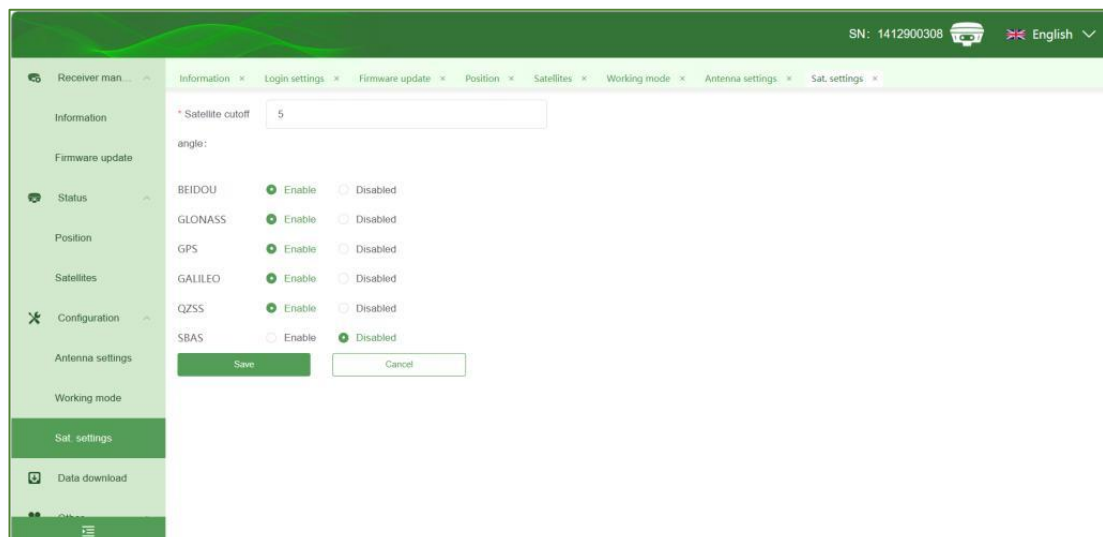 SN: 1412900308 English
Receiver man...
Information
Firmware update
Status
Position
Satellites
Configuration
Antenna settings
Working mode
Sat. settings
Data download
Other
Information × Login settings × Firmware update × Position × Satellites × Working mode × Antenna settings × Sat. settings ×
* Satellite cutoff 5
angle:
BEIDOU Enable Disabled
GLONASS Enable Disabled
GPS Enable Disabled
GALILEO Enable Disabled
QZSS Enable Disabled
SBAS Enable Disabled
Save Cancel